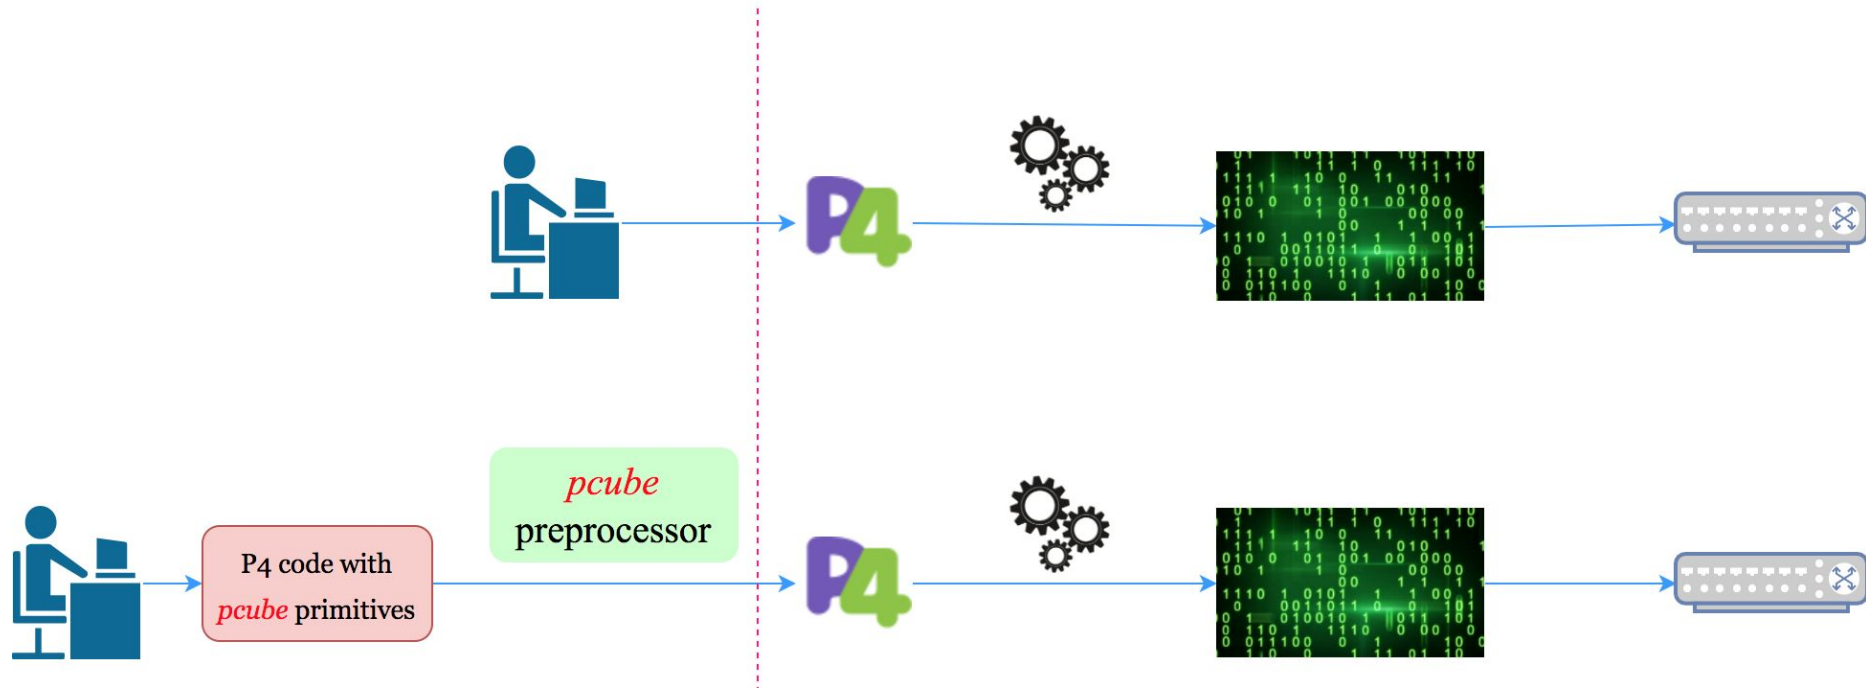 P4
pcube
preprocessor
P4 code with
pcube primitives
P4